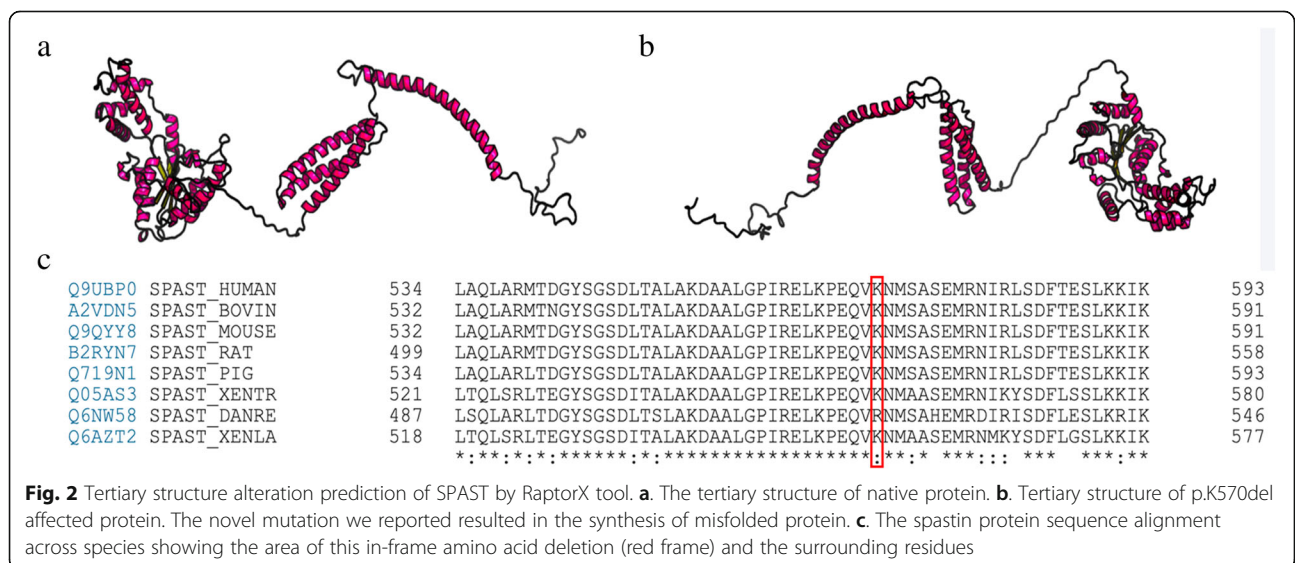 a
b
c
Q9UBP0 SPAST_HUMAN 534 LAQLARMTDGYSGSDLTALAKDAALGPIRELKPEQVKNMSASEMRNIRLSDFTESLKKIK 593
A2VDN5 SPAST_BOVIN 532 LAQLARMTNGYSGSDLTALAKDAALGPIRELKPEQVKNMSASEMRNIRLSDFTESLKKIK 591
Q9QYY8 SPAST_MOUSE 532 LAQLARMTDGYSGSDLTALAKDAALGPIRELKPEQVKNMSASEMRNIRLSDFTESLKKIK 591
B2RYN7 SPAST_RAT 499 LAQLARMTDGYSGSDLTALAKDAALGPIRELKPEQVKNMSASEMRNIRLSDFTESLKKIK 558
Q719N1 SPAST_PIG 534 LAQLARLTDGYSGSDLTALAKDAALGPIRELKPEQVKNMSASEMRNIRLSDFTESLKKIK 593
Q05AS3 SPAST_XENTR 521 LTQLSRLTEGYSGSDITALAKDAALGPIRELKPEQVKNMAASEMRNIKYSDFLSSLKKIK 580
Q6NW58 SPAST_DANRE 487 LSQLARLTDGYSGSDLTSLAKDAALGPIRELKPEQVRNMSAHEMRDIRISDFLESLKRIK 546
Q6AZT2 SPAST_XENLA 518 LTQLSRLTEGYSGSDITALAKDAALGPIRELKPEQVKNMAASEMRNMKYSDFLGSLKKIK 577
*:**:*:*:******:*:******************:**:* ***:::  ***  ***:**
Fig. 2 Tertiary structure alteration prediction of SPAST by RaptorX tool. a. The tertiary structure of native protein. b. Tertiary structure of p.K570del
affected protein. The novel mutation we reported resulted in the synthesis of misfolded protein. c. The spastin protein sequence alignment
across species showing the area of this in-frame amino acid deletion (red frame) and the surrounding residues